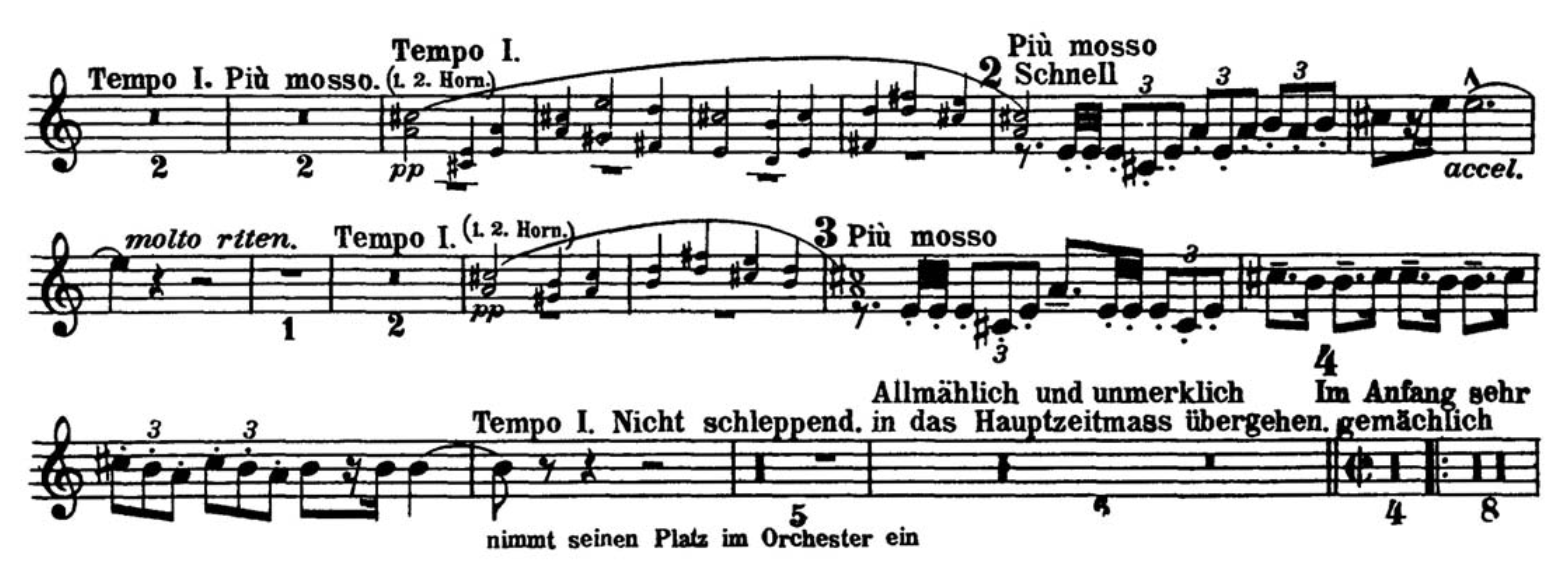 Tempo I.
Più mosso
Tempo I. Più mosso. (1. 2. Horn.)
2 Schnell
3 3 3
2 2 pp accel.
molto riten. Tempo I. (1. 2. Horn.) 3 Più mosso
3
1 2 pp 3
4
Allmählich und unmerklich Im Anfang sehr
Tempo I. Nicht schleppend. in das Hauptzeitmass übergehen. gemächlich
3 3
5 6 4 8
nimmt seinen Platz im Orchester ein